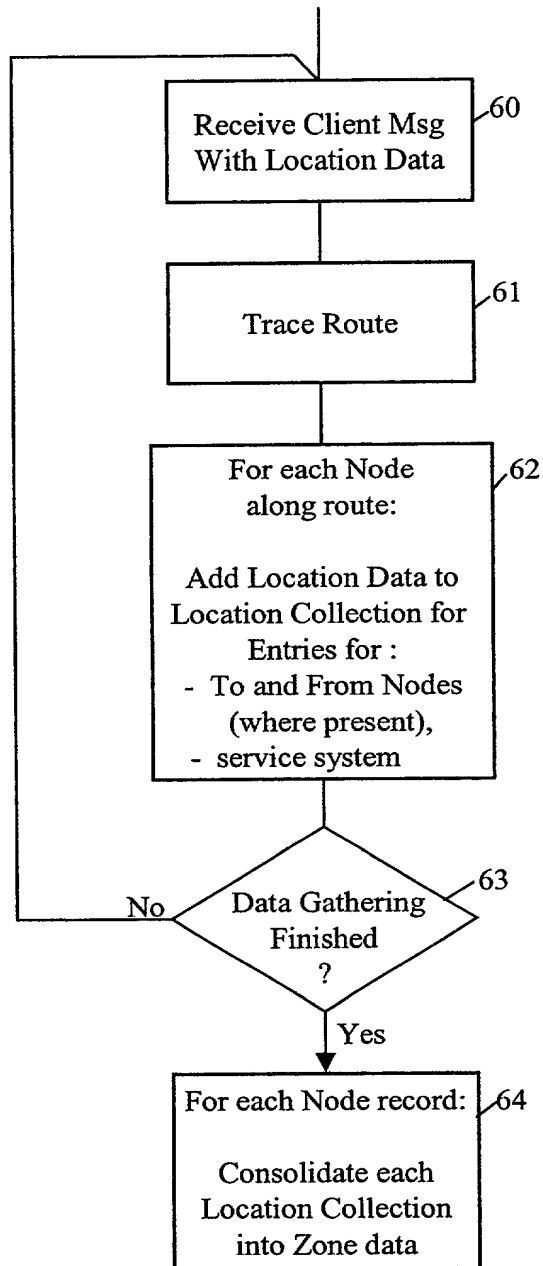 60
Receive Client Msg
With Location Data
61
Trace Route
62
For each Node
along route:
Add Location Data to
Location Collection for
Entries for :
- To and From Nodes
(where present),
- service system
63
No
Data Gathering
Finished
?
Yes
For each Node record:
64
Consolidate each
Location Collection
into Zone data